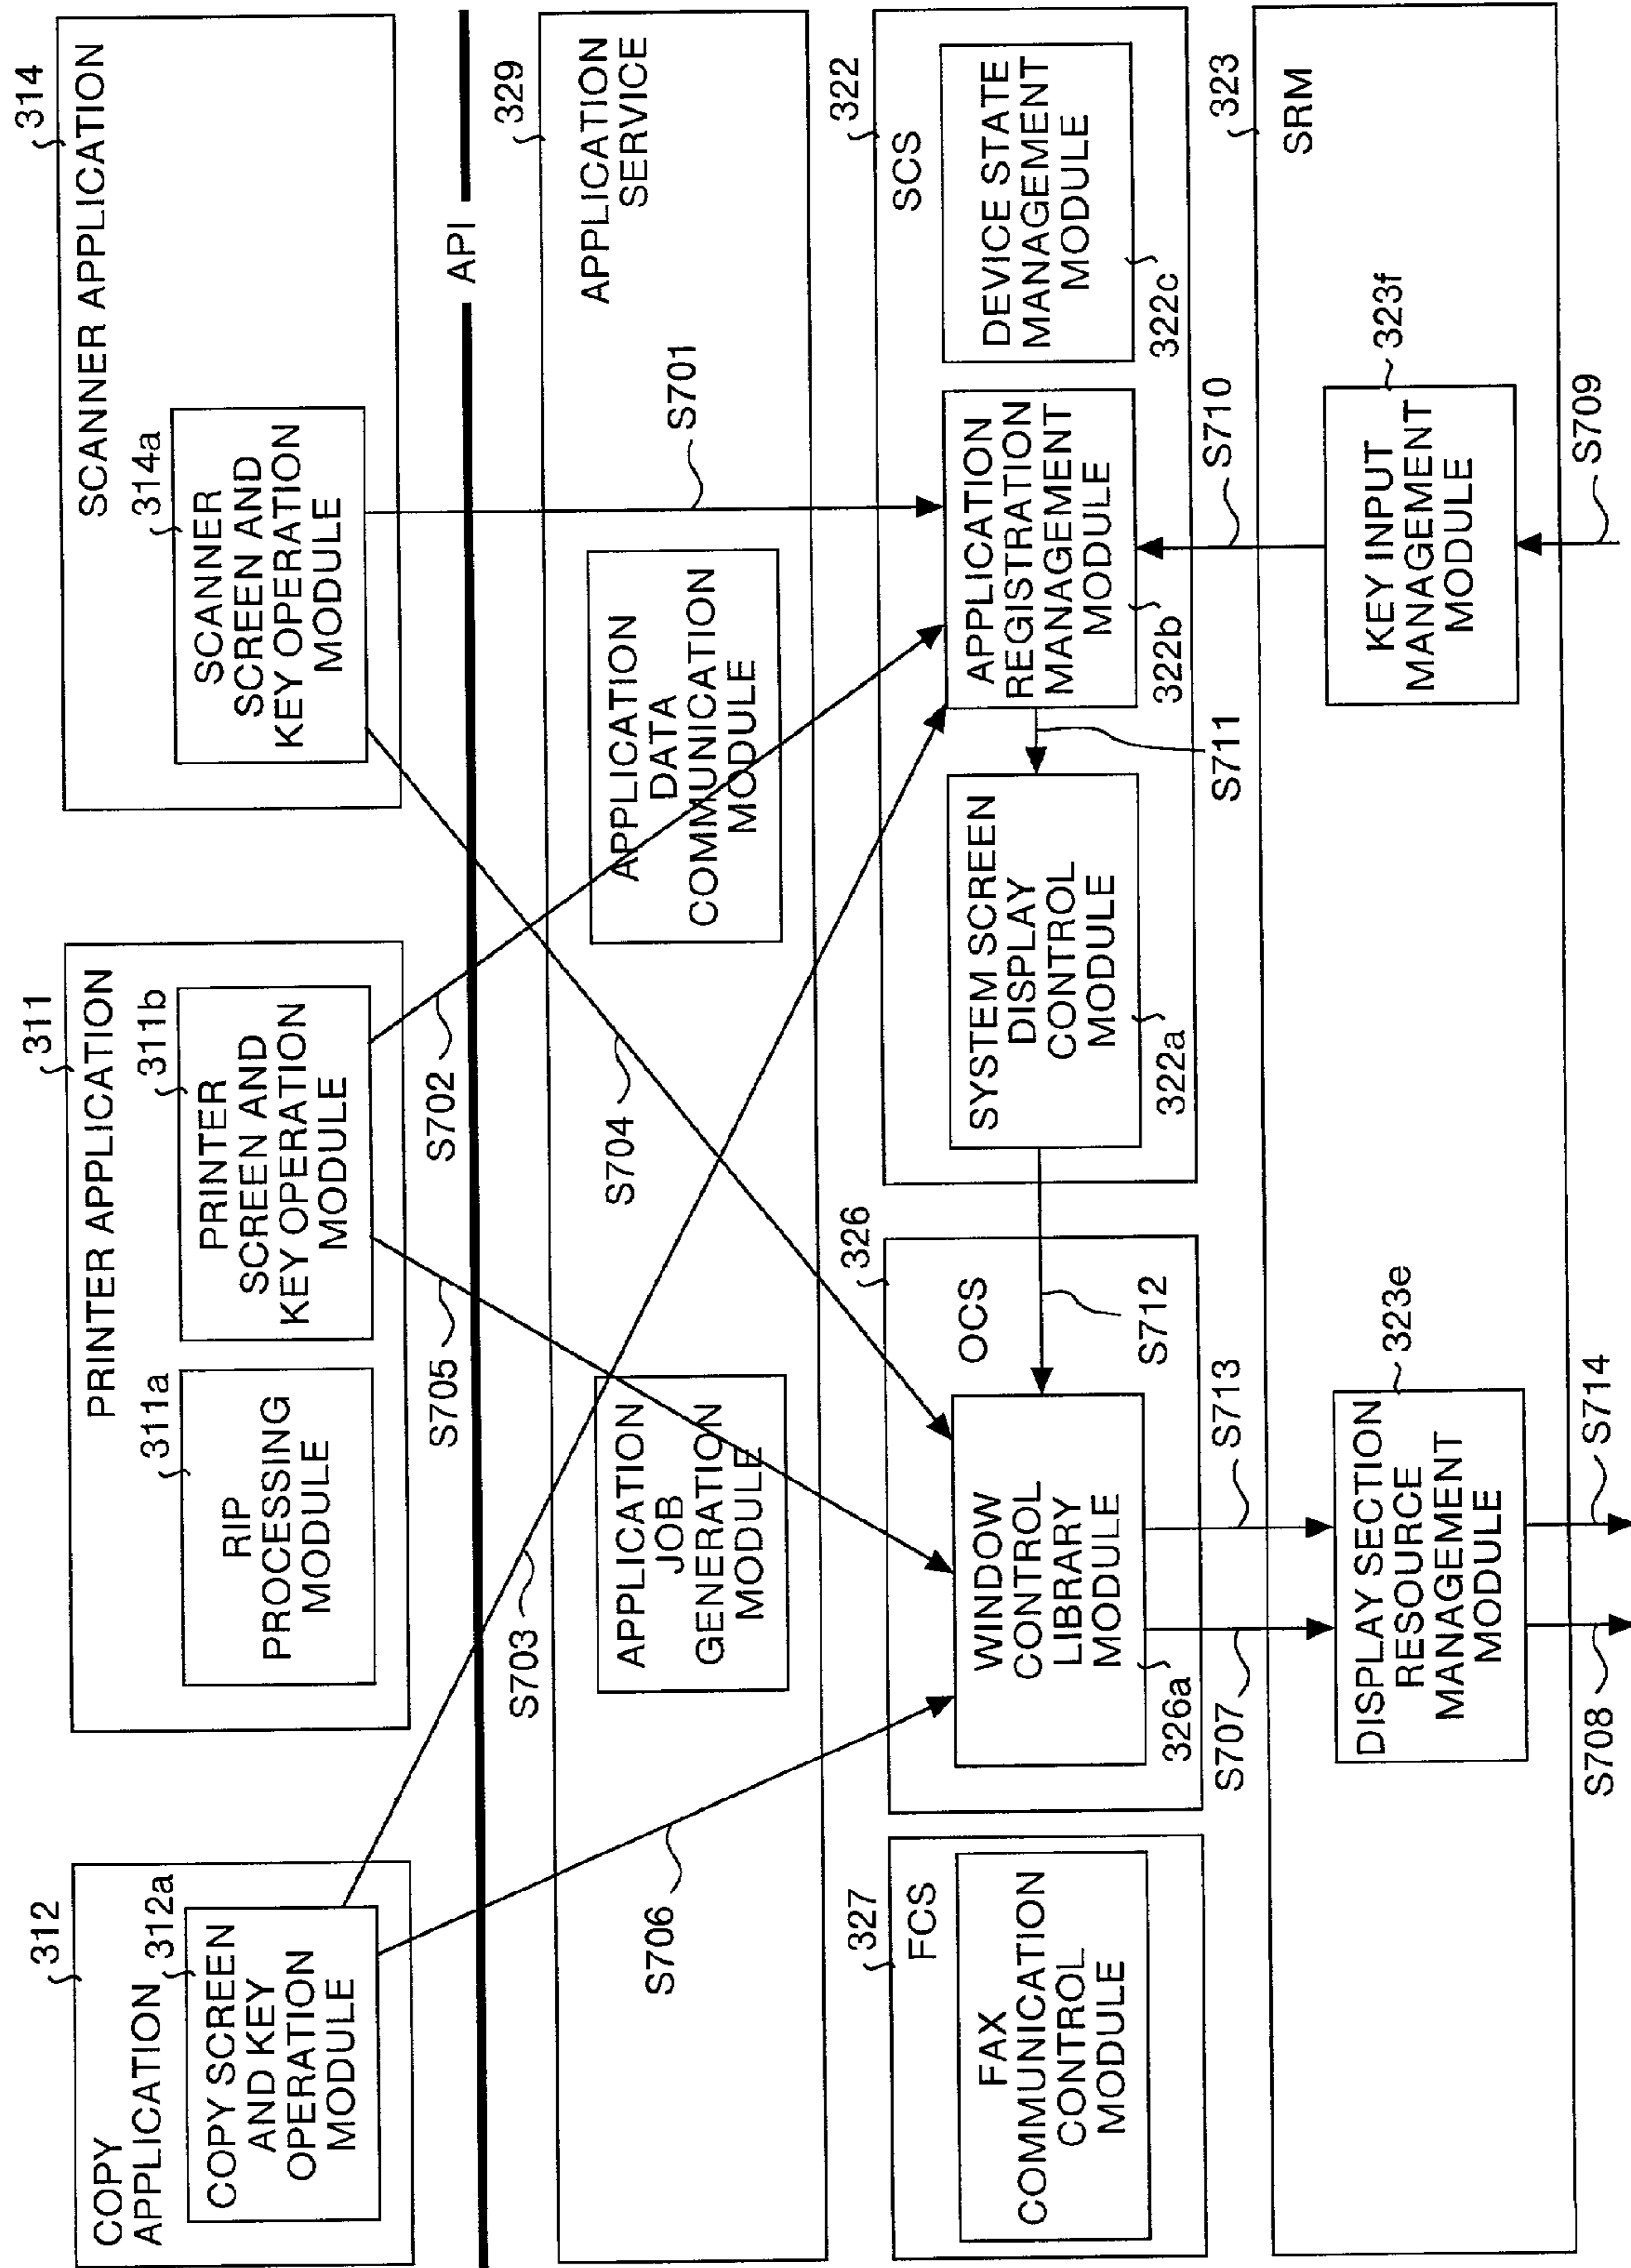 312
COPY
APPLICATION
312a
COPY SCREEN
AND KEY
OPERATION
MODULE
311
PRINTER APPLICATION
311a
RIP
PROCESSING
MODULE
311b
PRINTER
SCREEN AND
KEY OPERATION
MODULE
314
SCANNER APPLICATION
314a
SCANNER
SCREEN AND
KEY OPERATION
MODULE
S705
S702
API
329
APPLICATION
SERVICE
S703
S704
S701
S706
APPLICATION
JOB
GENERATION
MODULE
APPLICATION
DATA
COMMUNICATION
MODULE
327
FCS
FAX
COMMUNICATION
CONTROL
MODULE
326
OCS
WINDOW
CONTROL
LIBRARY
MODULE
326a
S712
322
SCS
SYSTEM SCREEN
DISPLAY
CONTROL
MODULE
322a
APPLICATION
REGISTRATION
MANAGEMENT
MODULE
322b
DEVICE STATE
MANAGEMENT
MODULE
322c
S707
S713
S711
S710
323
SRM
323e
DISPLAY SECTION
RESOURCE
MANAGEMENT
MODULE
323f
KEY INPUT
MANAGEMENT
MODULE
S708
S714
S709